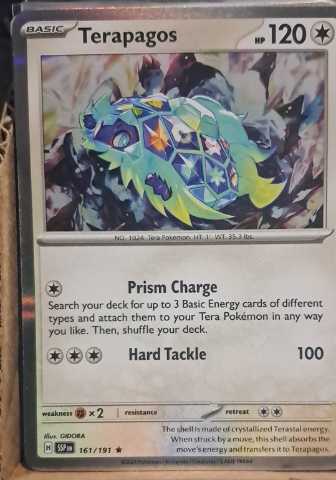 BASIC Terapagos HP 120
NO. 1024 Tera Pokémon HT: 1' WT: 35.3 lbs.
Prism Charge
Search your deck for up to 3 Basic Energy cards of different
types and attach them to your Tera Pokémon in any way
you like. Then, shuffle your deck.
Hard Tackle 100
weakness ×2 resistance retreat
Illus. GIDORA
H SSP EN 161/191
The shell is made of crystallized Terastal energy.
When struck by a move, this shell absorbs the
move's energy and transfers it to Terapagos.